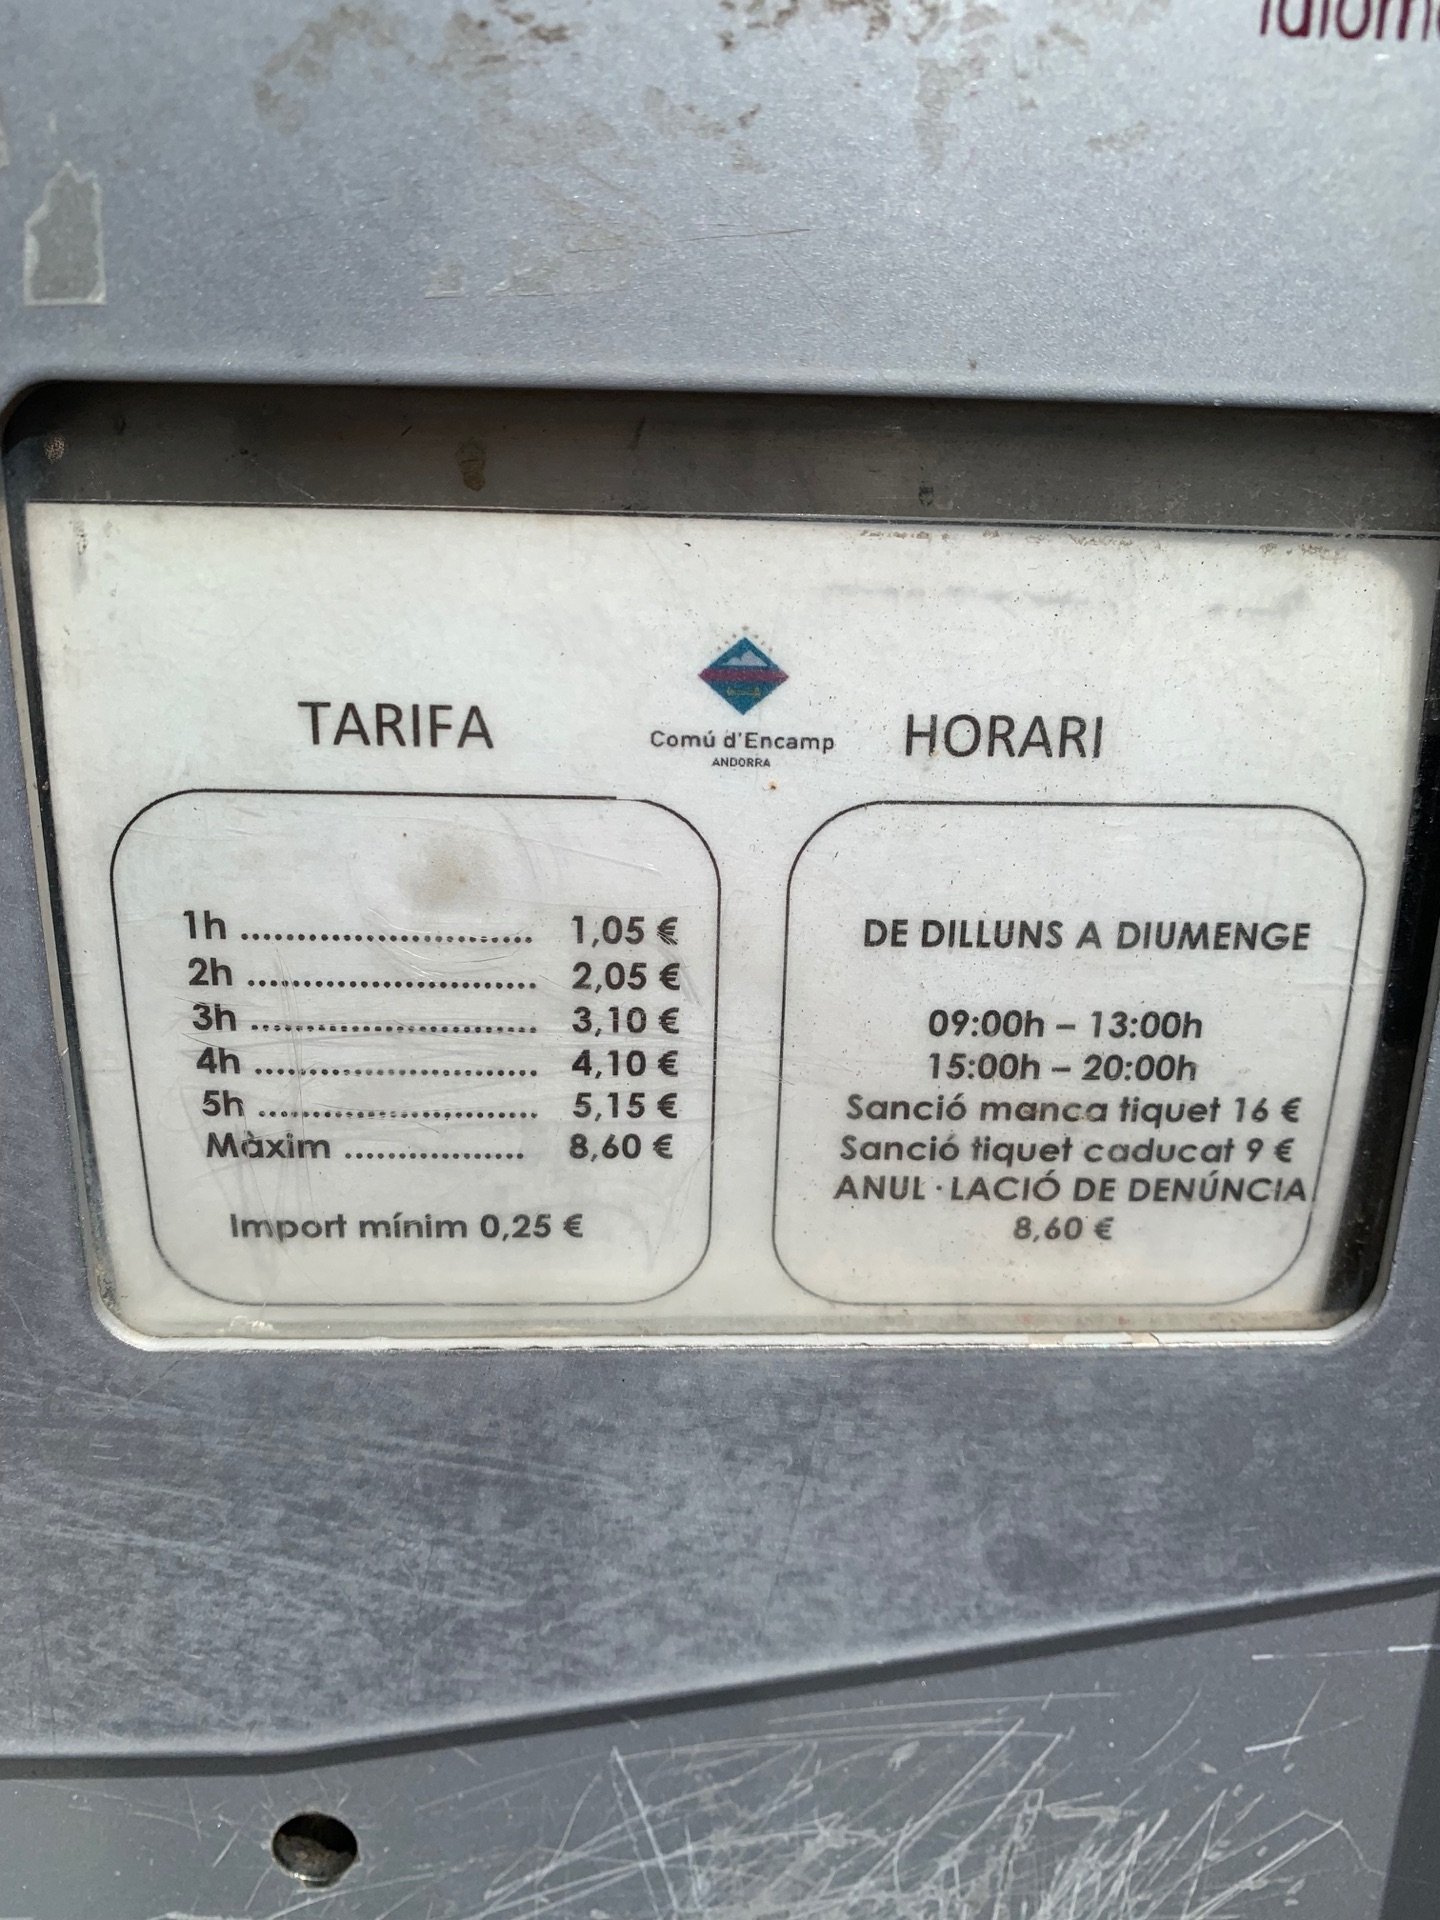 TARIFA
Comú d'Encamp
ANDORRA
HORARI
1h .......................... 1,05 €
2h .......................... 2,05 €
3h .......................... 3,10 €
4h .......................... 4,10 €
5h .......................... 5,15 €
Màxim ................ 8,60 €
Import mínim 0,25 €
DE DILLUNS A DIUMENGE
09:00h – 13:00h
15:00h – 20:00h
Sanció manca tiquet 16 €
Sanció tiquet caducat 9 €
ANUL·LACIÓ DE DENÚNCIA
8,60 €